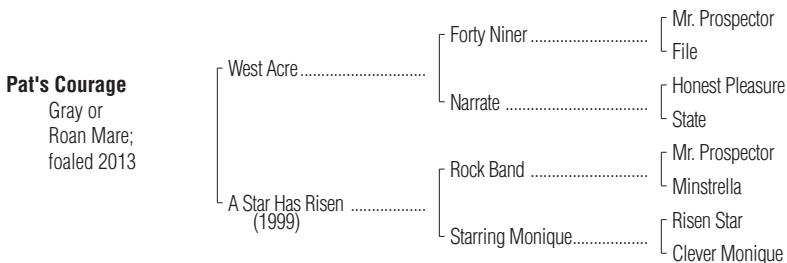 Pat's Courage
Gray or
Roan Mare;
foaled 2013
West Acre..............................
A Star Has Risen ..................
(1999)
Forty Niner ............................
Narrate ..................................
Rock Band ............................
Starring Monique..................
Mr. Prospector
File
Honest Pleasure
State
Mr. Prospector
Minstrella
Risen Star
Clever Monique